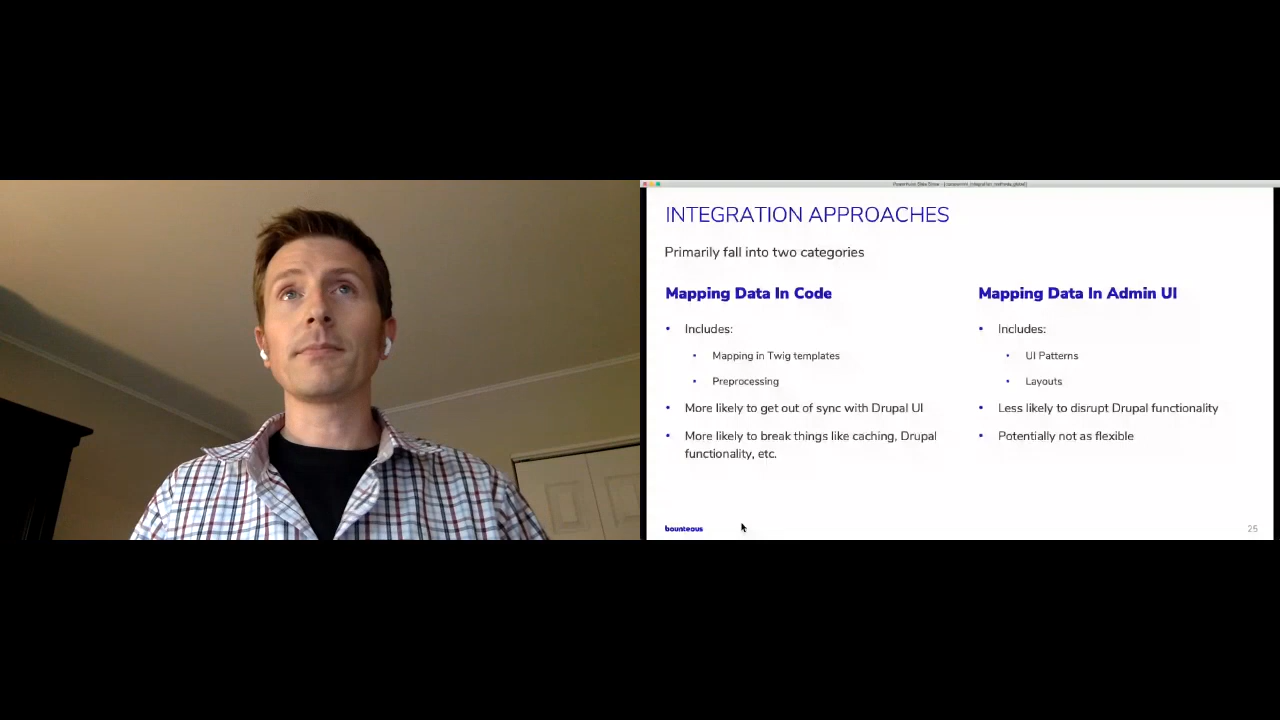 INTEGRATION APPROACHES
Primarily fall into two categories
Mapping Data In Code
• Includes:
• Mapping in Twig templates
• Preprocessing
• More likely to get out of sync with Drupal UI
• More likely to break things like caching, Drupal
functionality, etc.
Mapping Data In Admin UI
• Includes:
• UI Patterns
• Layouts
• Less likely to disrupt Drupal functionality
• Potentially not as flexible
bounteous
25